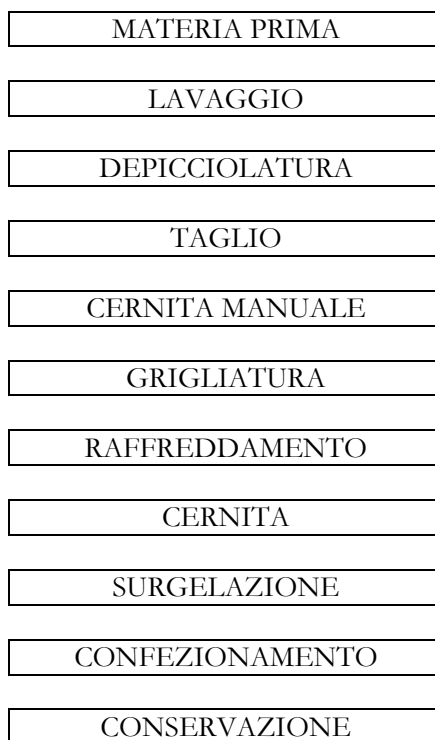 MATERIA PRIMA
LAVAGGIO
DEPICCIOLATURA
TAGLIO
CERNITA MANUALE
GRIGLIATURA
RAFFREDDAMENTO
CERNITA
SURGELAZIONE
CONFEZIONAMENTO
CONSERVAZIONE